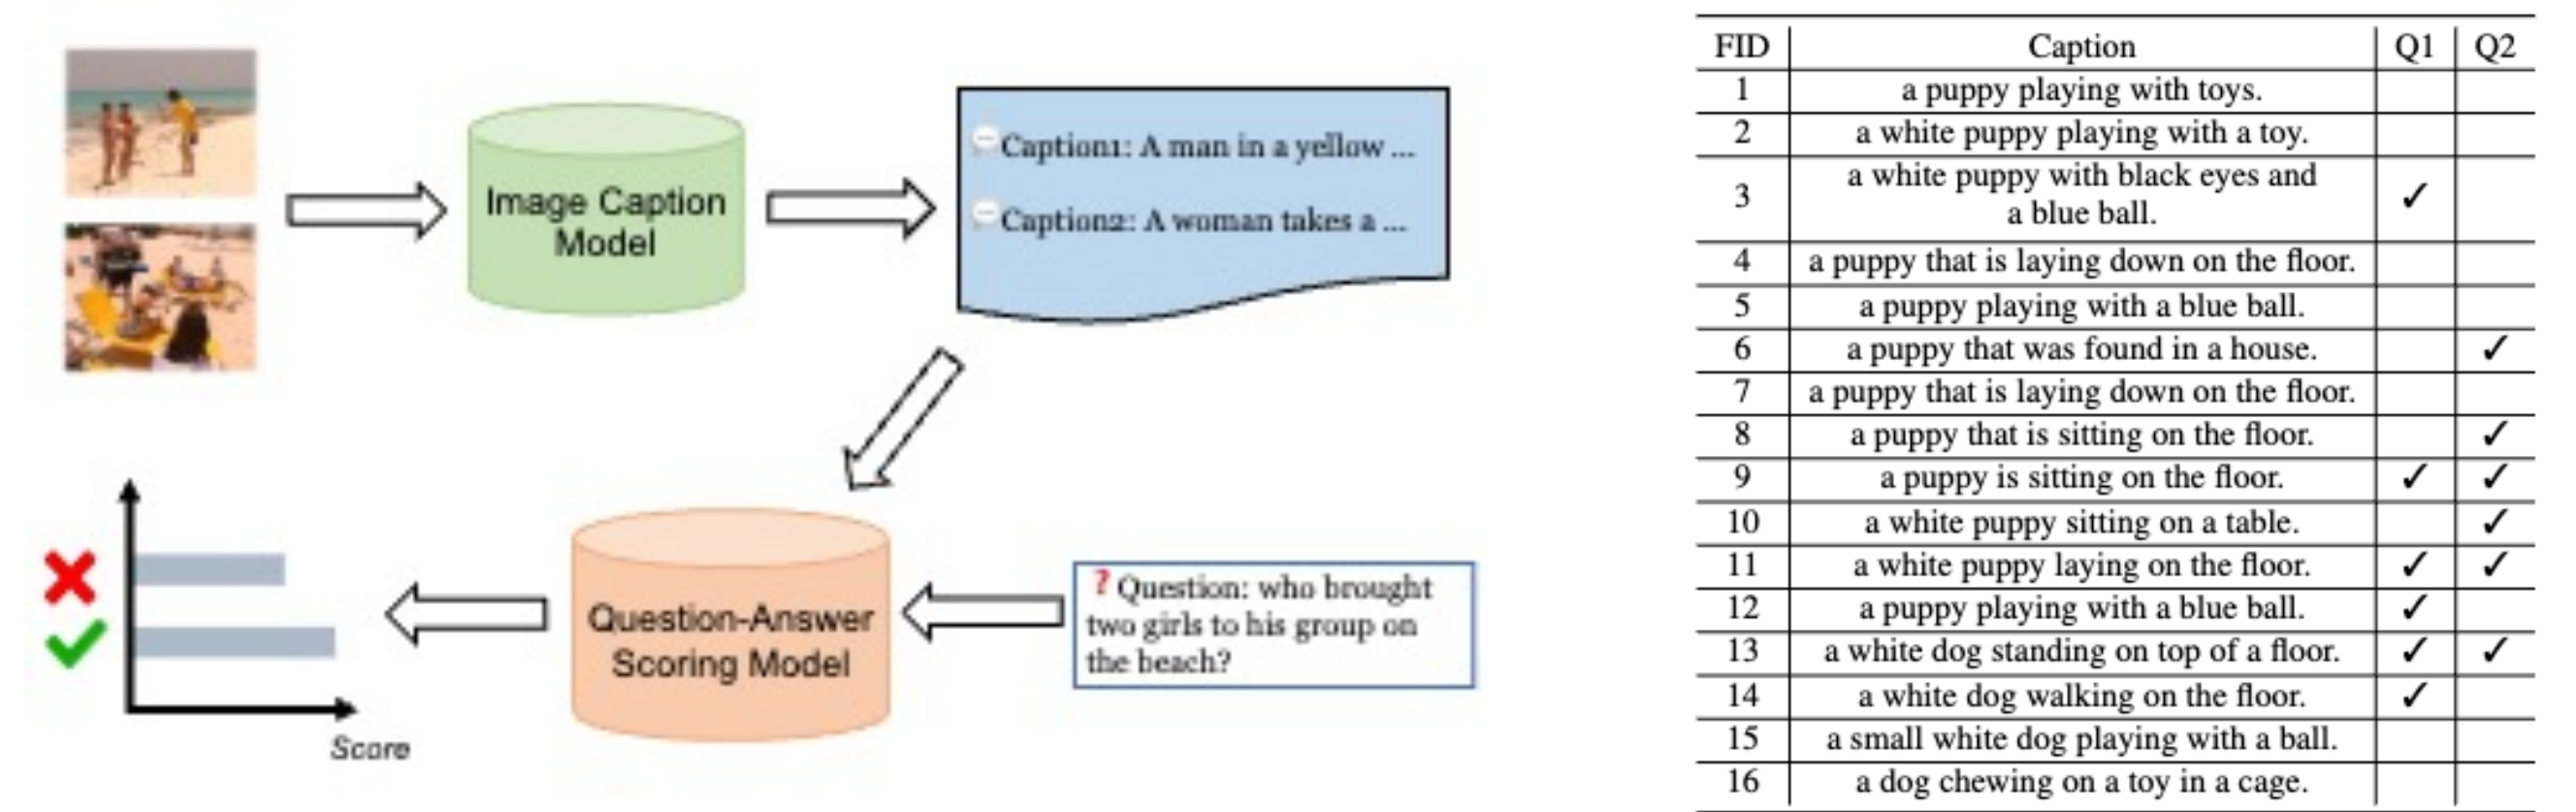 Image Caption
Model
Caption1: A man in a yellow ...
Caption2: A woman takes a ...
? Question: who brought
two girls to his group on
the beach?
Question-Answer
Scoring Model
Score
FID Caption Q1 Q2
1 a puppy playing with toys.
2 a white puppy playing with a toy.
3 a white puppy with black eyes and
a blue ball. ✓
4 a puppy that is laying down on the floor.
5 a puppy playing with a blue ball.
6 a puppy that was found in a house. ✓
7 a puppy that is laying down on the floor.
8 a puppy that is sitting on the floor. ✓
9 a puppy is sitting on the floor. ✓ ✓
10 a white puppy sitting on a table. ✓
11 a white puppy laying on the floor. ✓ ✓
12 a puppy playing with a blue ball. ✓
13 a white dog standing on top of a floor. ✓ ✓
14 a white dog walking on the floor. ✓
15 a small white dog playing with a ball.
16 a dog chewing on a toy in a cage.